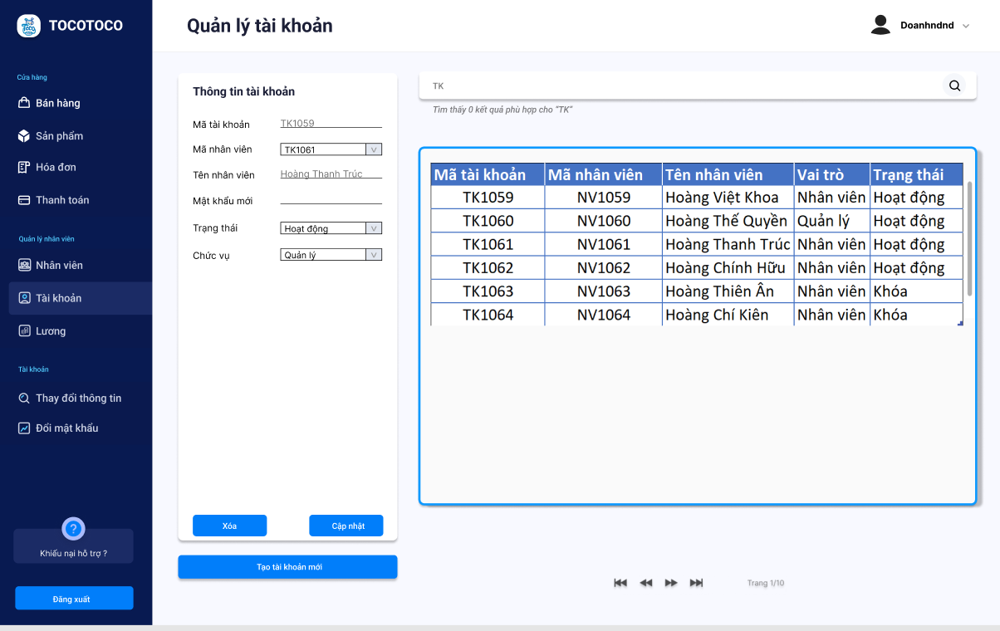 TOCOTOCO
Cửa hàng
Bán hàng
Sản phẩm
Hóa đơn
Thanh toán
Quản lý nhân viên
Nhân viên
Tài khoản
Lương
Tài khoản
Thay đổi thông tin
Đổi mật khẩu
?
Khiếu nại hỗ trợ ?
Đăng xuất
Quản lý tài khoản
Doanhndnd
Thông tin tài khoản
Mã tài khoản TK1059
Mã nhân viên TK1061 V
Tên nhân viên Hoàng Thanh Trúc
Mật khẩu mới
Trạng thái Hoạt động V
Chức vụ Quản lý V
Xóa Cập nhật
Tạo tài khoản mới
TK
Tìm thấy 0 kết quả phù hợp cho "TK"
Mã tài khoản Mã nhân viên Tên nhân viên Vai trò Trạng thái
TK1059 NV1059 Hoàng Việt Khoa Nhân viên Hoạt động
TK1060 NV1060 Hoàng Thế Quyền Quản lý Hoạt động
TK1061 NV1061 Hoàng Thanh Trúc Nhân viên Hoạt động
TK1062 NV1062 Hoàng Chính Hữu Nhân viên Hoạt động
TK1063 NV1063 Hoàng Thiên Ân Nhân viên Khóa
TK1064 NV1064 Hoàng Chí Kiên Nhân viên Khóa
Trang 1/10